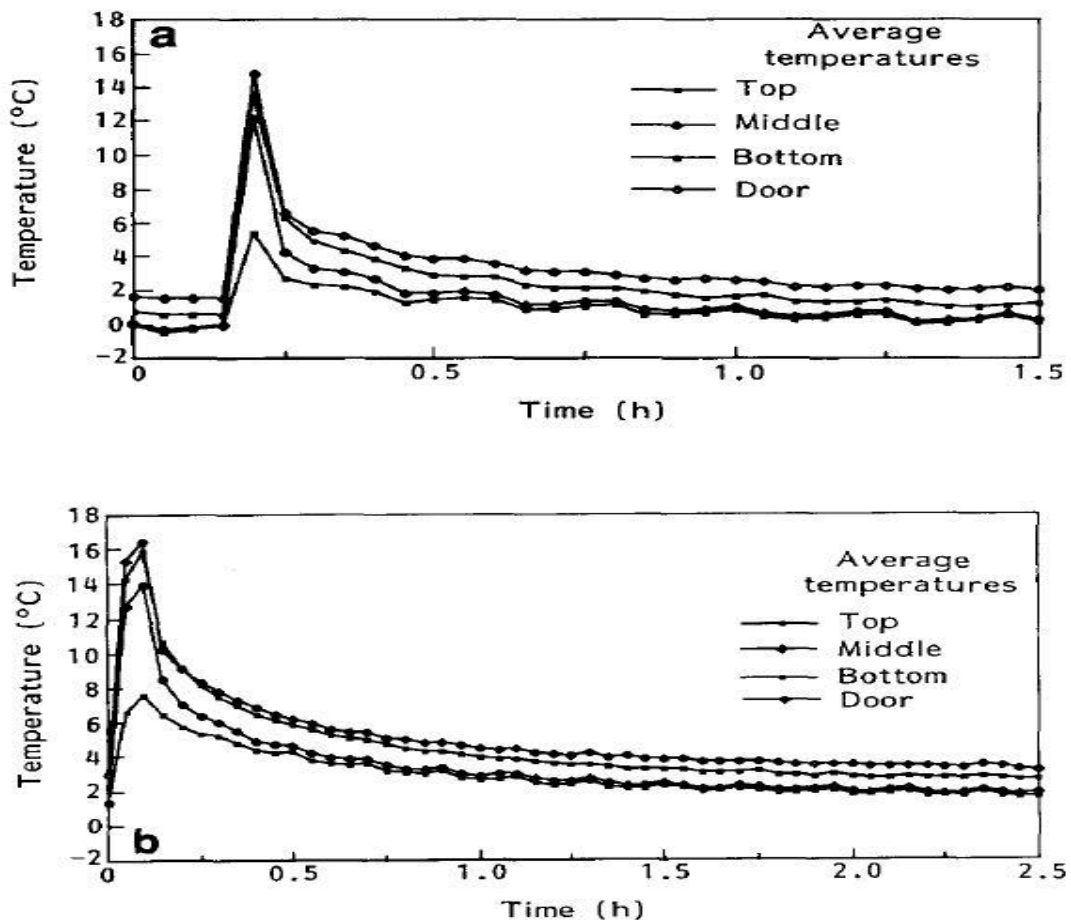 a
Average
temperatures
Top
Middle
Bottom
Door
Temperature (°C)
18
16
14
12
10
8
6
4
2
0
−2
0
0.5
1.0
1.5
Time (h)
Average
temperatures
Top
Middle
Bottom
Door
Temperature (°C)
18
16
14
12
10
8
6
4
2
0
−2
b
0
0.5
1.0
1.5
2.0
2.5
Time (h)